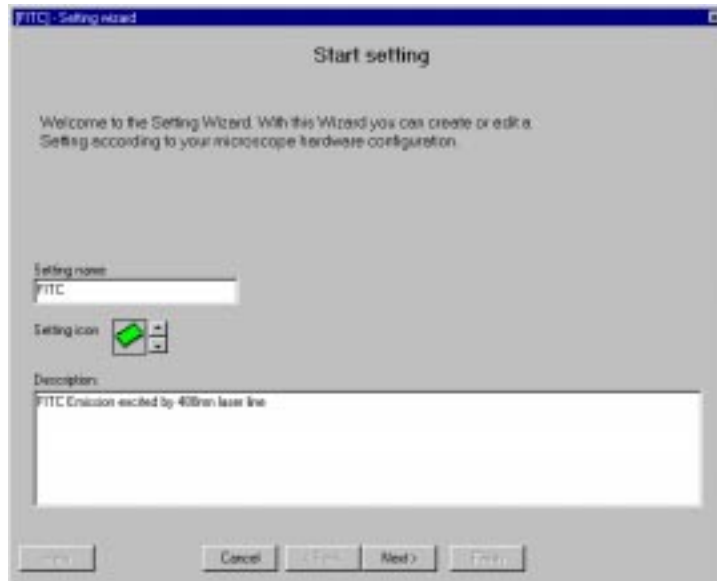 [FITC] - Setting wizard
Start setting
Welcome to the Setting Wizard. With this Wizard you can create or edit a
Setting according to your microscope hardware configuration.
Setting name
FITC
Setting icon
Description:
FITC Emission excited by 488nm laser line
Cancel
Next >